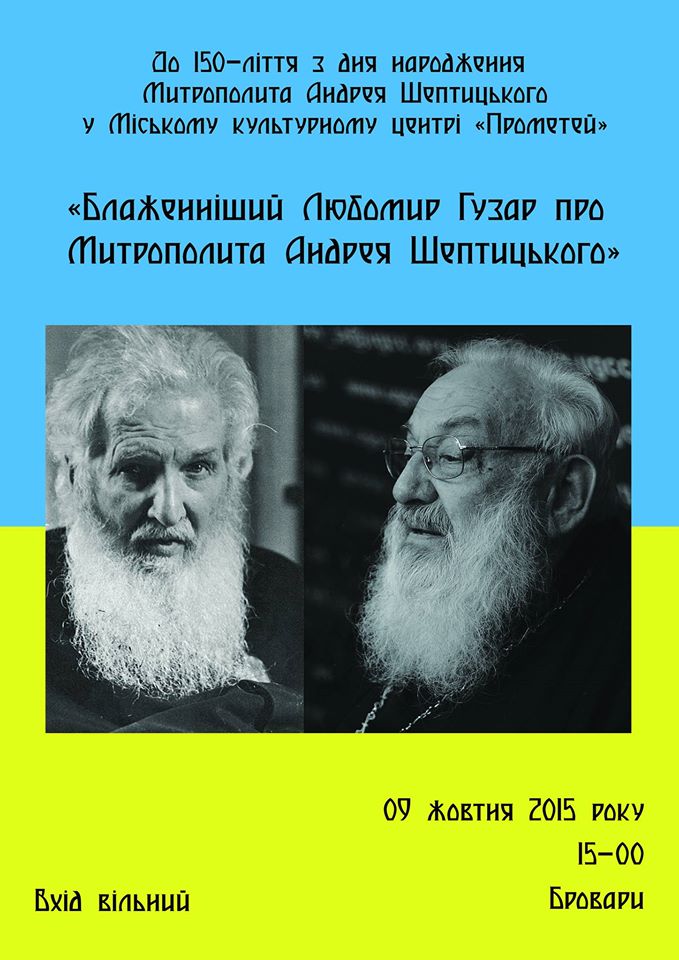 До 150-ліття з дня народження
Митрополита Андрея Шептицького
у Міському культурному центрі «Прометей»
«Блаженніший Любомир Гузар про
Митрополита Андрея Шептицького»
09 жовтня 2015 року
15-00
Вхід вільний
Бровари